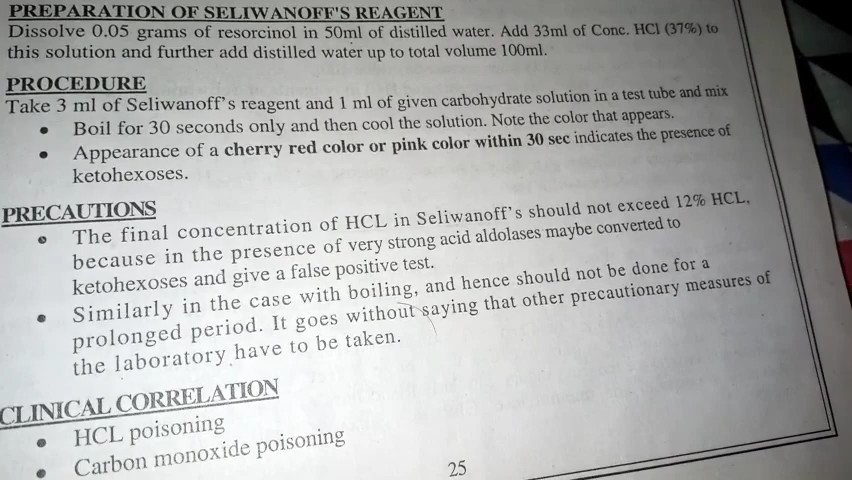 PREPARATION OF SELIWANOFF'S REAGENT
Dissolve 0.05 grams of resorcinol in 50ml of distilled water. Add 33ml of Conc. HCl (37%) to
this solution and further add distilled water up to total volume 100ml.
PROCEDURE
Take 3 ml of Seliwanoff's reagent and 1 ml of given carbohydrate solution in a test tube and mix
• Boil for 30 seconds only and then cool the solution. Note the color that appears.
• Appearance of a cherry red color or pink color within 30 sec indicates the presence of
ketohexoses.
PRECAUTIONS
• The final concentration of HCL in Seliwanoff's should not exceed 12% HCL,
because in the presence of very strong acid aldolases maybe converted to
ketohexoses and give a false positive test.
• Similarly in the case with boiling, and hence should not be done for a
prolonged period. It goes without saying that other precautionary measures of
the laboratory have to be taken.
CLINICAL CORRELATION
• HCL poisoning
• Carbon monoxide poisoning
25